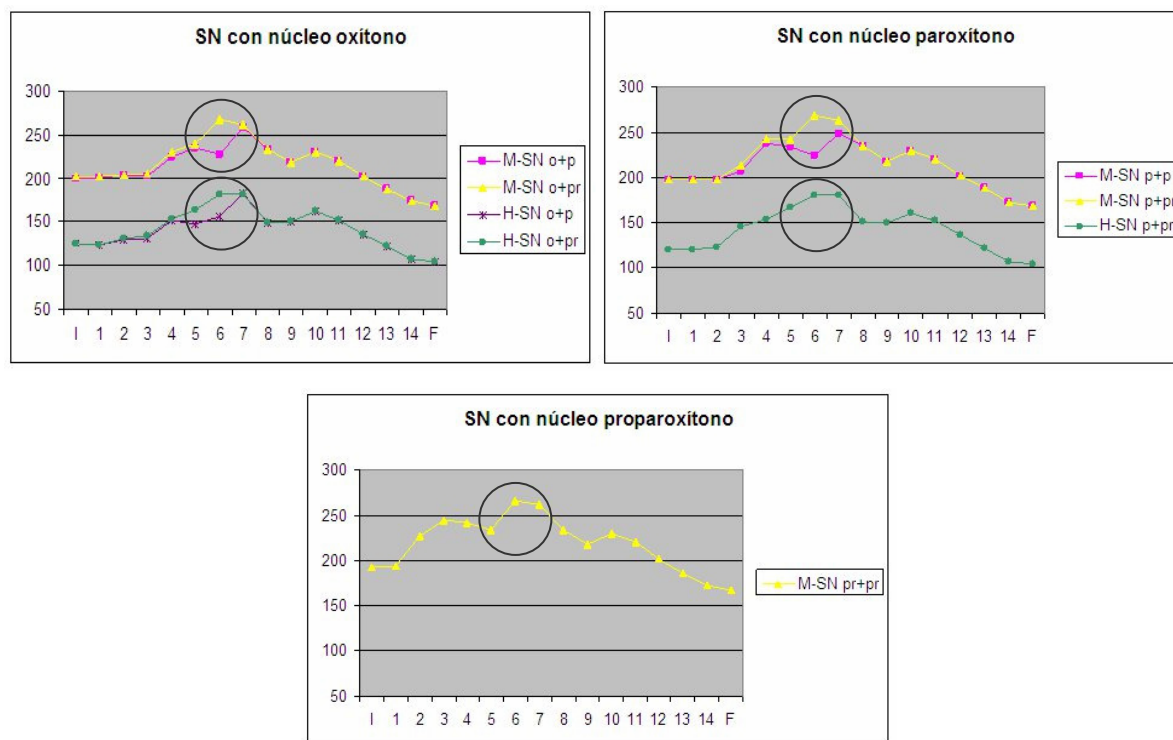 SN con núcleo oxítono
300
250
200
150
100
50
I 1 2 3 4 5 6 7 8 9 10 11 12 13 14 F
M-SN o+p
M-SN o+pr
H-SN o+p
H-SN o+pr
SN con núcleo paroxítono
300
250
200
150
100
50
I 1 2 3 4 5 6 7 8 9 10 11 12 13 14 F
M-SN p+p
M-SN p+pr
H-SN p+pr
SN con núcleo proparoxítono
300
250
200
150
100
50
I 1 2 3 4 5 6 7 8 9 10 11 12 13 14 F
M-SN pr+pr